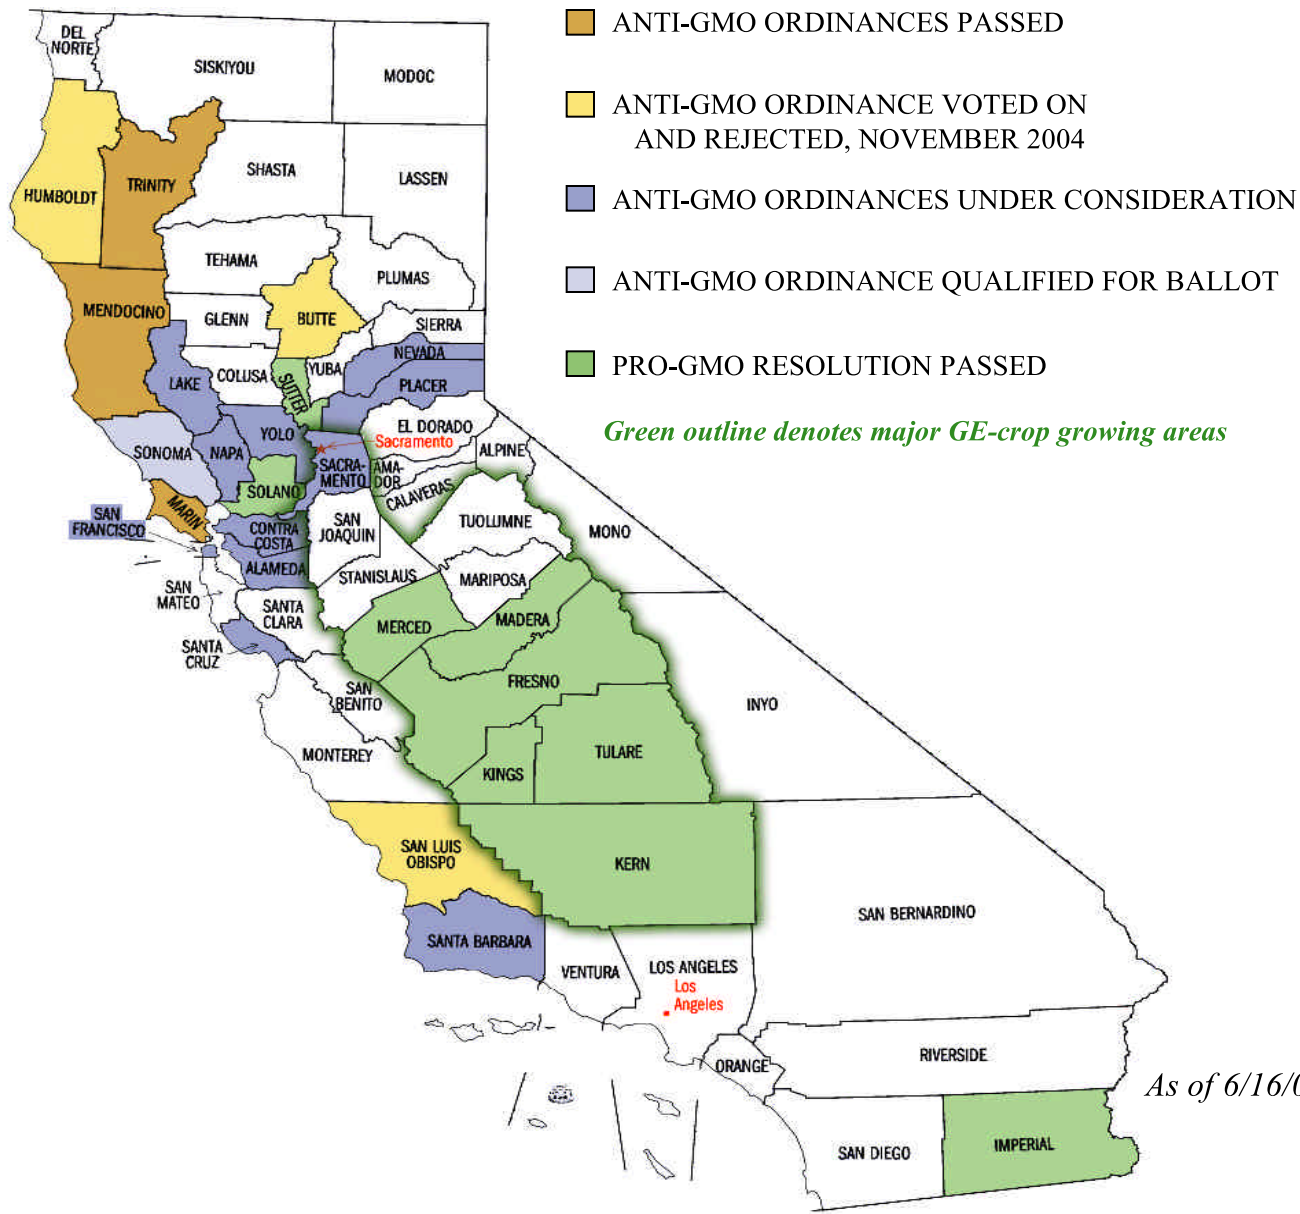 ANTI-GMO ORDINANCES PASSED
ANTI-GMO ORDINANCE VOTED ON
AND REJECTED, NOVEMBER 2004
ANTI-GMO ORDINANCES UNDER CONSIDERATION
ANTI-GMO ORDINANCE QUALIFIED FOR BALLOT
PRO-GMO RESOLUTION PASSED
Green outline denotes major GE-crop growing areas
DEL
NORTE
SISKIYOU
MODOC
HUMBOLDT
TRINITY
SHASTA
LASSEN
TEHAMA
PLUMAS
MENDOCINO
GLENN
BUTTE
SIERRA
NEVADA
LAKE
COLUSA
SUTTER
YUBA
PLACER
EL DORADO
Sacramento
SONOMA
NAPA
YOLO
SACRA-
MENTO
AMA-
DOR
ALPINE
SOLANO
CALAVERAS
MARIN
SAN
FRANCISCO
CONTRA
COSTA
SAN
JOAQUIN
TUOLUMNE
MONO
ALAMEDA
STANISLAUS
MARIPOSA
SAN
MATEO
SANTA
CLARA
MERCED
MADERA
SANTA
CRUZ
SAN
BENITO
FRESNO
INYO
MONTEREY
KINGS
TULARE
SAN LUIS
OBISPO
KERN
SAN BERNARDINO
SANTA BARBARA
VENTURA
LOS ANGELES
Los
Angeles
ORANGE
RIVERSIDE
As of 6/16/0
SAN DIEGO
IMPERIAL